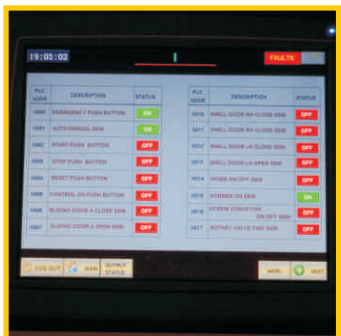 19:03:02
FAULTS
PLC ADDR DESCRIPTION STATUS
X000 EMERGENCY PUSH BUTTON ON
X001 AUTO MANUAL SSW ON
X002 START PUSH BUTTON OFF
X003 STOP PUSH BUTTON OFF
X004 RESET PUSH BUTTON OFF
X005 CONTROL ON PUSH BUTTON OFF
X006 SLIDING DOOR A CLOSE SSW OFF
X007 SLIDING DOOR A OPEN SSW OFF
PLC ADDR DESCRIPTION STATUS
X010 SHELL DOOR RH CLOSE SSW OFF
X011 SHELL DOOR RH CLOSE SSW OFF
X012 SHELL DOOR LH CLOSE SSW OFF
X013 SHELL DOOR LH OPEN SSW OFF
X014 MIXER ON OFF SSW OFF
X015 STIRRER ON SSW ON
X016 SCREW CONVEYOR
ON OFF SSW OFF
X017 ROTARY VALVE TWO SSW OFF
LOG OUT
MAIN
OUTPUT
STATUS
MENU
NEXT